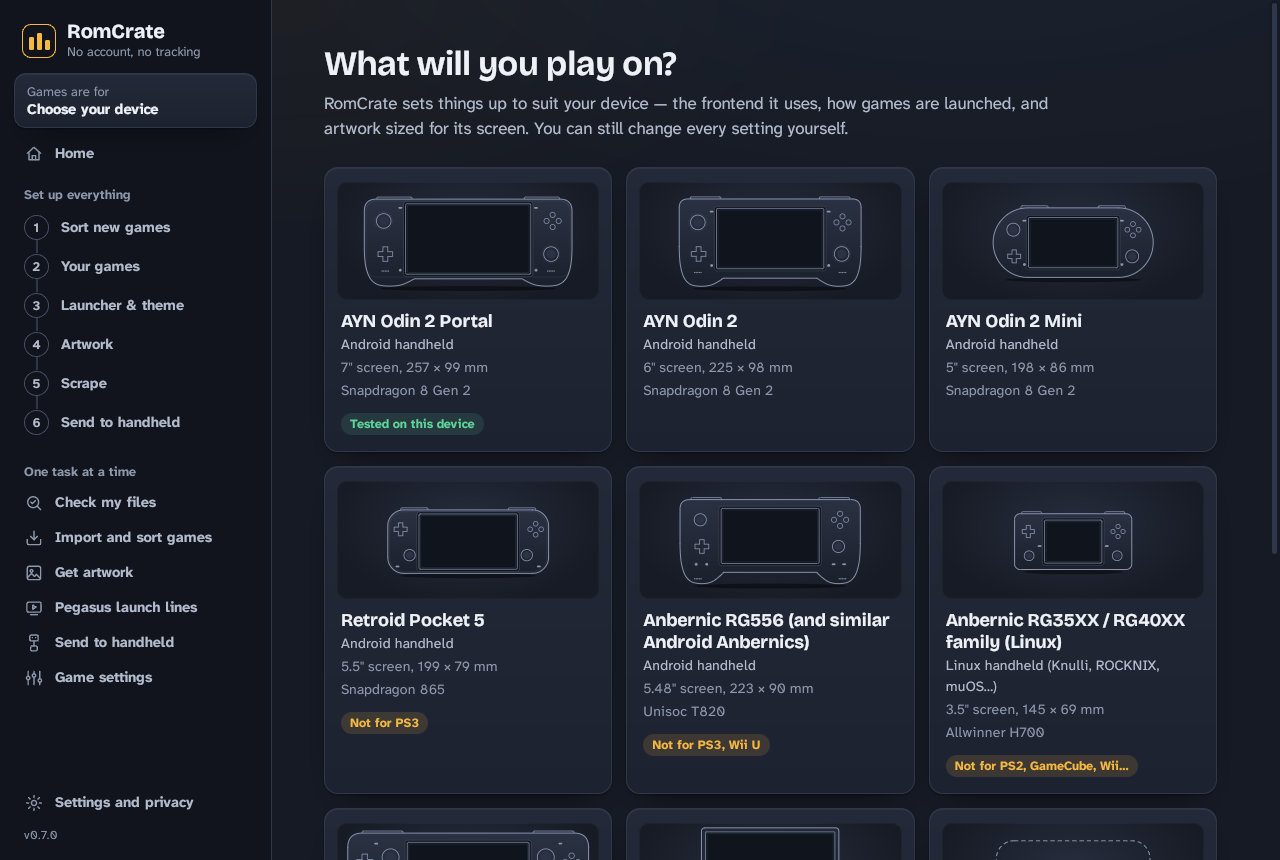 RomCrate
No account, no tracking
Games are for
Choose your device
Home
Set up everything
1 Sort new games
2 Your games
3 Launcher & theme
4 Artwork
5 Scrape
6 Send to handheld
One task at a time
Check my files
Import and sort games
Get artwork
Pegasus launch lines
Send to handheld
Game settings
Settings and privacy
v0.7.0
What will you play on?
RomCrate sets things up to suit your device — the frontend it uses, how games are launched, and
artwork sized for its screen. You can still change every setting yourself.
AYN Odin 2 Portal
Android handheld
7" screen, 257 × 99 mm
Snapdragon 8 Gen 2
Tested on this device
AYN Odin 2
Android handheld
6" screen, 225 × 98 mm
Snapdragon 8 Gen 2
AYN Odin 2 Mini
Android handheld
5" screen, 198 × 86 mm
Snapdragon 8 Gen 2
Retroid Pocket 5
Android handheld
5.5" screen, 199 × 79 mm
Snapdragon 865
Not for PS3
Anbernic RG556 (and similar
Android Anbernics)
Android handheld
5.48" screen, 223 × 90 mm
Unisoc T820
Not for PS3, Wii U
Anbernic RG35XX / RG40XX
family (Linux)
Linux handheld (Knulli, ROCKNIX,
muOS…)
3.5" screen, 145 × 69 mm
Allwinner H700
Not for PS2, GameCube, Wii…